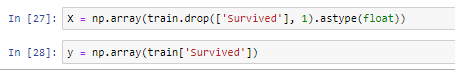 In [27]: X = np.array(train.drop(['Survived'], 1).astype(float))
In [28]: y = np.array(train['Survived'])